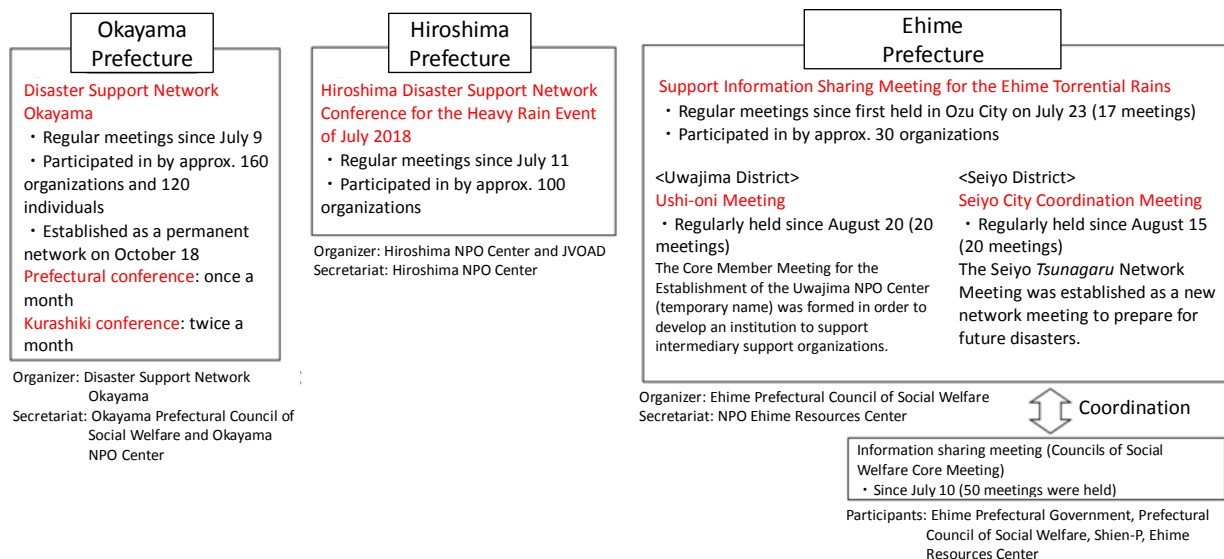 Okayama
Prefecture
Disaster Support Network
Okayama
・Regular meetings since July 9
・Participated in by approx. 160
organizations and 120
individuals
・Established as a permanent
network on October 18
Prefectural conference: once a
month
Kurashiki conference: twice a
month
Organizer: Disaster Support Network
Okayama
Secretariat: Okayama Prefectural Council of
Social Welfare and Okayama
NPO Center
Hiroshima
Prefecture
Hiroshima Disaster Support Network
Conference for the Heavy Rain Event
of July 2018
・Regular meetings since July 11
・Participated in by approx. 100
organizations
Organizer: Hiroshima NPO Center and JVOAD
Secretariat: Hiroshima NPO Center
Ehime
Prefecture
Support Information Sharing Meeting for the Ehime Torrential Rains
・Regular meetings since first held in Ozu City on July 23 (17 meetings)
・Participated in by approx. 30 organizations
<Uwajima District>
Ushi-oni Meeting
・Regularly held since August 20 (20
meetings)
The Core Member Meeting for the
Establishment of the Uwajima NPO Center
(temporary name) was formed in order to
develop an institution to support
intermediary support organizations.
<Seiyo District>
Seiyo City Coordination Meeting
・Regularly held since August 15
(20 meetings)
The Seiyo Tsunagaru Network
Meeting was established as a new
network meeting to prepare for
future disasters.
Organizer: Ehime Prefectural Council of Social Welfare
Secretariat: NPO Ehime Resources Center
Coordination
Information sharing meeting (Councils of Social
Welfare Core Meeting)
・Since July 10 (50 meetings were held)
Participants: Ehime Prefectural Government, Prefectural
Council of Social Welfare, Shien-P, Ehime
Resources Center